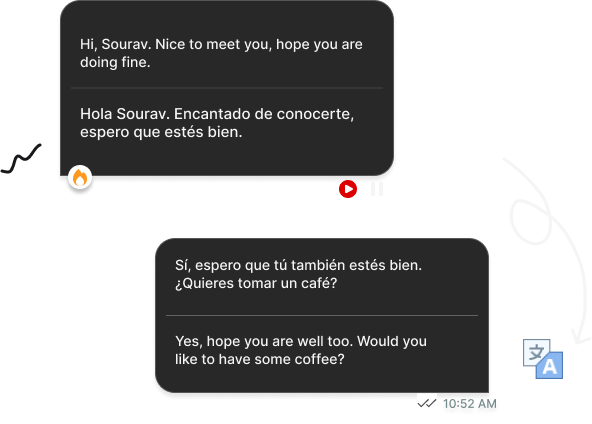 Hi, Sourav. Nice to meet you, hope you are
doing fine.
Hola Sourav. Encantado de conocerte,
espero que estés bien.
Sí, espero que tú también estés bien.
¿Quieres tomar un café?
Yes, hope you are well too. Would you
like to have some coffee?
文
A
10:52 AM